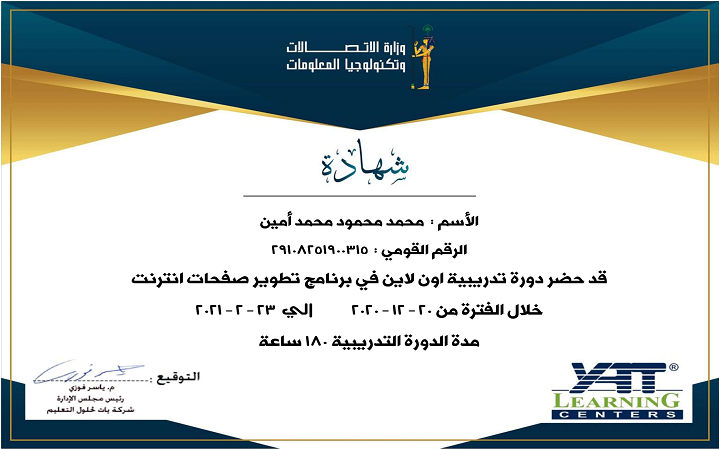 وزارة الاتصالات
وتكنولوجيا المعلومات
شهادة
الأسم : محمد محمود محمد أمين
الرقم القومي : ٢٩١٠٨٢٥١٩٠٠٣١٥
قد حضر دورة تدريبية اون لاين في برنامج تطوير صفحات انترنت
خلال الفترة من ٢٠ - ١٢ - ٢٠٢٠ إلي ٢٣ - ٢ - ٢٠٢١
مدة الدورة التدريبية ١٨٠ ساعة
التوقيع :
م. ياسر فوزي
رئيس مجلس الإدارة
شركة يات لحلول التعليم
YAT®
LEARNING
CENTERS